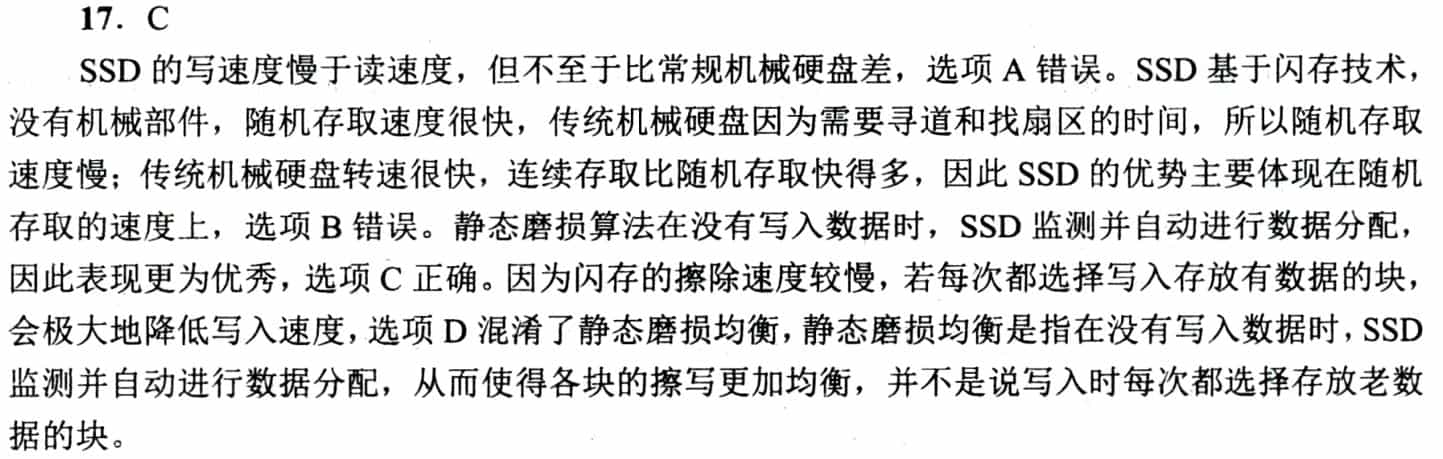 17. C
SSD 的写速度慢于读速度，但不至于比常规机械硬盘差，选项 A 错误。SSD 基于闪存技术，
没有机械部件，随机存取速度很快，传统机械硬盘因为需要寻道和找扇区的时间，所以随机存取
速度慢；传统机械硬盘转速很快，连续存取比随机存取快得多，因此 SSD 的优势主要体现在随机
存取的速度上，选项 B 错误。静态磨损算法在没有写入数据时，SSD 监测并自动进行数据分配，
因此表现更为优秀，选项 C 正确。因为闪存的擦除速度较慢，若每次都选择写入存放有数据的块，
会极大地降低写入速度，选项 D 混淆了静态磨损均衡，静态磨损均衡是指在没有写入数据时，SSD
监测并自动进行数据分配，从而使得各块的擦写更加均衡，并不是说写入时每次都选择存放老数
据的块。